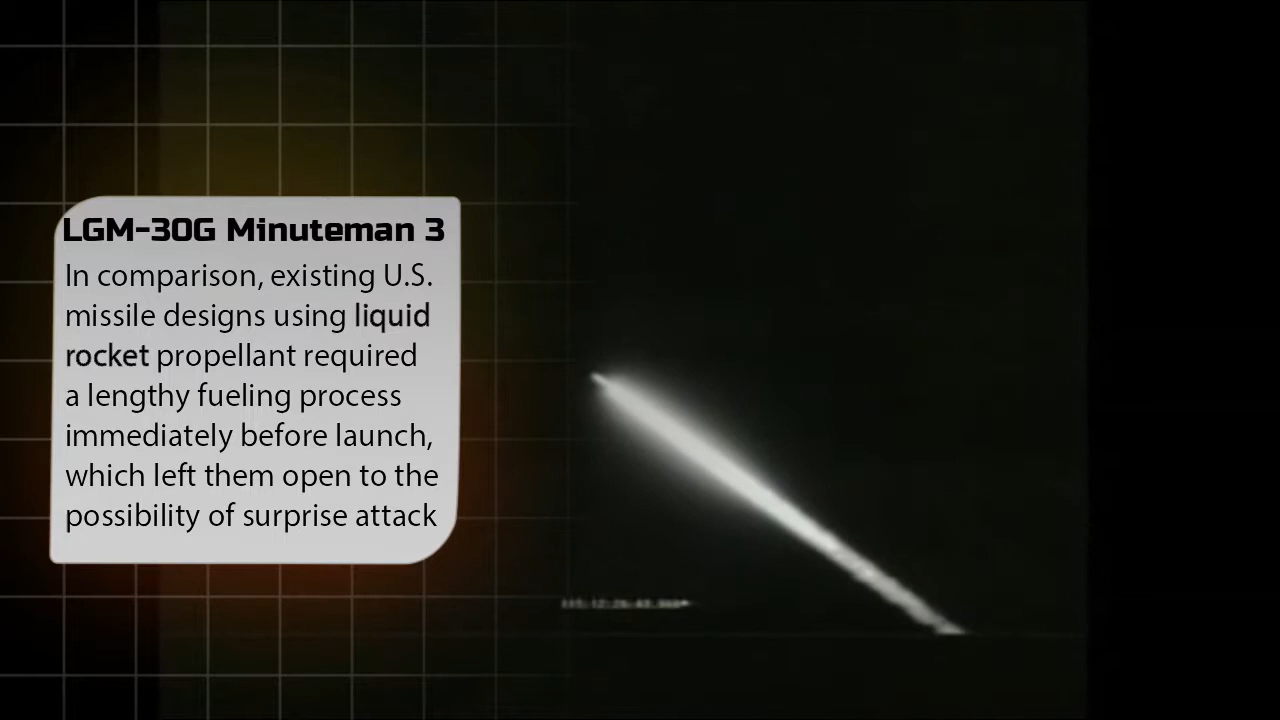 LGM-30G Minuteman 3
In comparison, existing U.S.
missile designs using liquid
rocket propellant required
a lengthy fueling process
immediately before launch,
which left them open to the
possibility of surprise attack